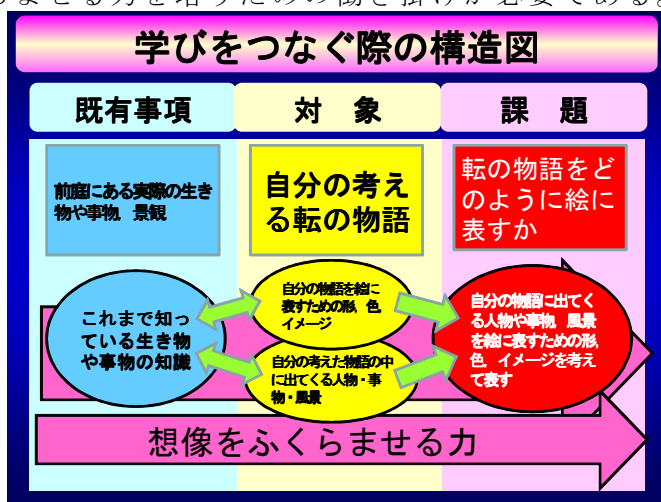 学びをつなぐ際の構造図
既有事項
対　象
課　題
前庭にある実際の生き
物や事物，景観
自分の考え
る転の物語
転の物語をど
のように絵に
表すか
これまで知っ
ている生き物
や事物の知識
自分の物語を絵に
表すための形，色，
イメージ
自分の考えた物語の中
に出てくる人物・事
物・風景
自分の物語に出てく
る人物や事物，風景
を絵に表すための形，
色，イメージを考え
て表す
想像をふくらませる力